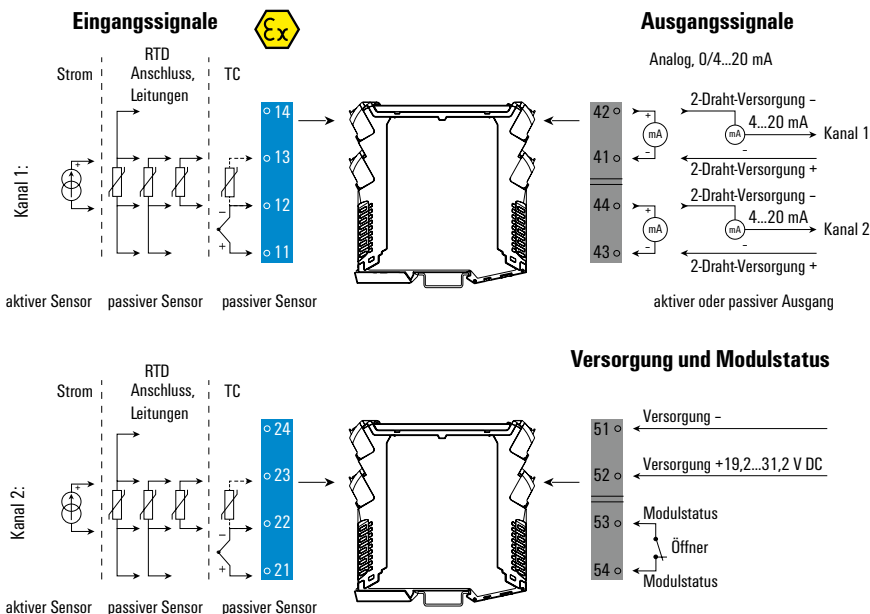 Eingangssignale
Ex
Strom
RTD
Anschluss,
Leitungen
TC
Kanal 1:
+
–
+
14
13
12
11
aktiver Sensor
passiver Sensor
passiver Sensor
Ausgangssignale
Analog, 0/4...20 mA
42
41
44
43
+
mA
-
2-Draht-Versorgung –
4...20 mA
mA
-
Kanal 1
2-Draht-Versorgung +
+
mA
-
2-Draht-Versorgung –
4...20 mA
mA
-
Kanal 2
2-Draht-Versorgung +
aktiver oder passiver Ausgang
Strom
RTD
Anschluss,
Leitungen
TC
Kanal 2:
+
–
+
24
23
22
21
aktiver Sensor
passiver Sensor
passiver Sensor
Versorgung und Modulstatus
51
52
53
54
Versorgung –
Versorgung +19,2...31,2 V DC
Modulstatus
Öffner
Modulstatus